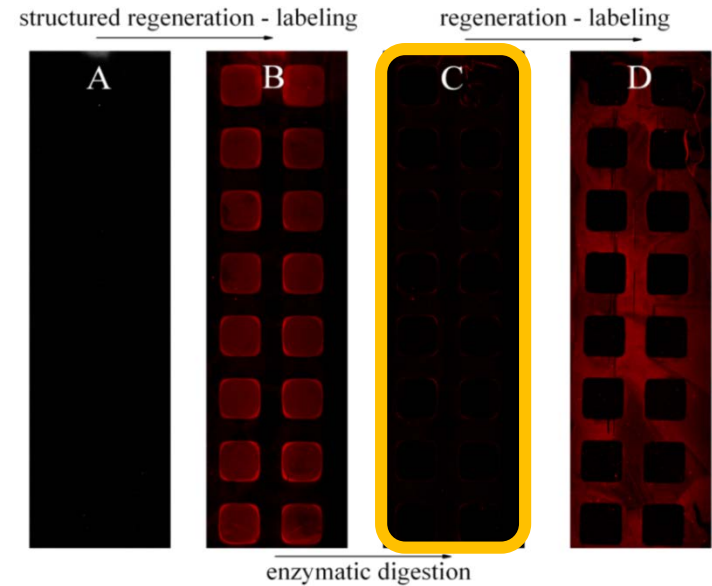 structured regeneration - labeling
regeneration - labeling
A
B
C
D
enzymatic digestion